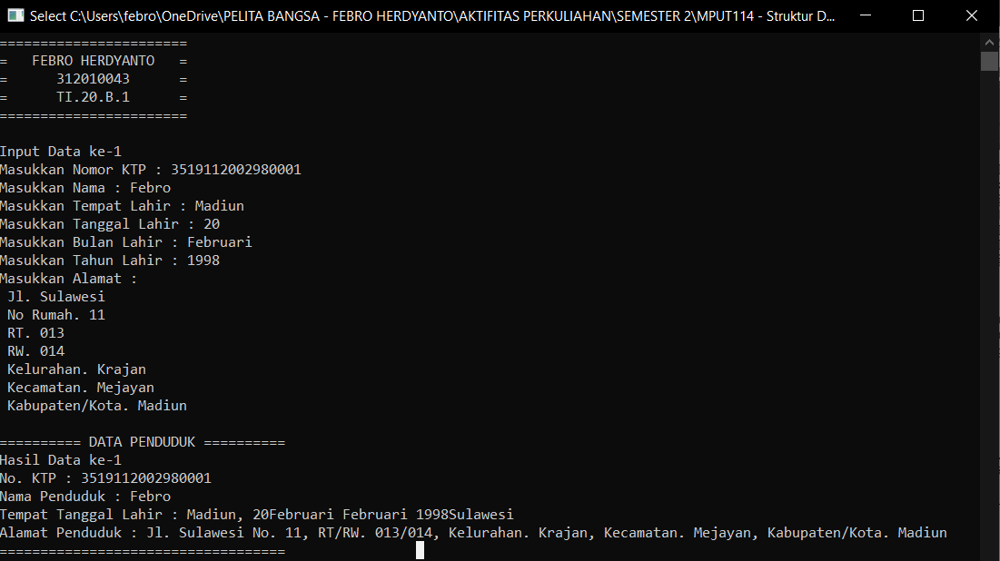 Select C:\Users\febro\OneDrive\PELITA BANGSA - FEBRO HERDYANTO\AKTIFITAS PERKULIAHAN\SEMESTER 2\MPUT114 - Struktur D...
=======================
=   FEBRO HERDYANTO   =
=      312010043      =
=      TI.20.B.1      =
=======================
Input Data ke-1
Masukkan Nomor KTP : 3519112002980001
Masukkan Nama : Febro
Masukkan Tempat Lahir : Madiun
Masukkan Tanggal Lahir : 20
Masukkan Bulan Lahir : Februari
Masukkan Tahun Lahir : 1998
Masukkan Alamat :
Jl. Sulawesi
No Rumah. 11
RT. 013
RW. 014
Kelurahan. Krajan
Kecamatan. Mejayan
Kabupaten/Kota. Madiun
========== DATA PENDUDUK ==========
Hasil Data ke-1
No. KTP : 3519112002980001
Nama Penduduk : Febro
Tempat Tanggal Lahir : Madiun, 20Februari Februari 1998Sulawesi
Alamat Penduduk : Jl. Sulawesi No. 11, RT/RW. 013/014, Kelurahan. Krajan, Kecamatan. Mejayan, Kabupaten/Kota. Madiun
===================================